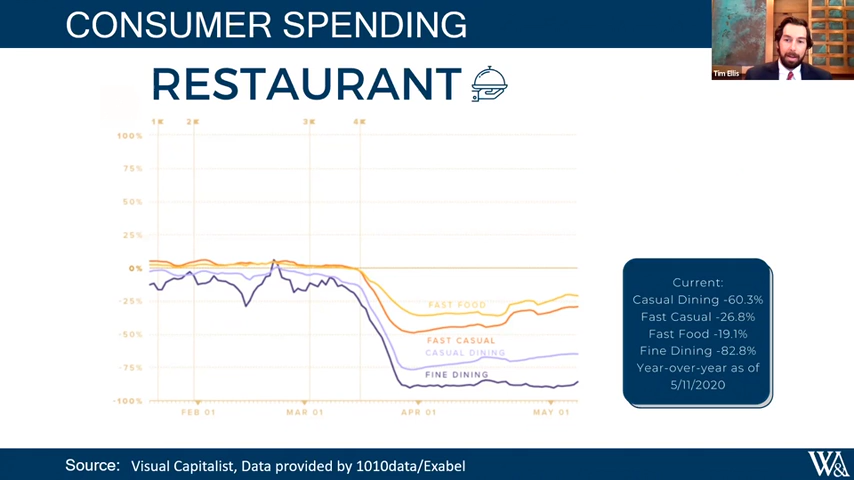 CONSUMER SPENDING
Tim Ellis
RESTAURANT
1
2
3
4
100%
75%
50%
25%
0%
-25%
-50%
-75%
-100%
FAST FOOD
FAST CASUAL
CASUAL DINING
FINE DINING
FEB 01
MAR 01
APR 01
MAY 01
Current:
Casual Dining -60.3%
Fast Casual -26.8%
Fast Food -19.1%
Fine Dining -82.8%
Year-over-year as of
5/11/2020
Source: Visual Capitalist, Data provided by 1010data/Exabel
WA&